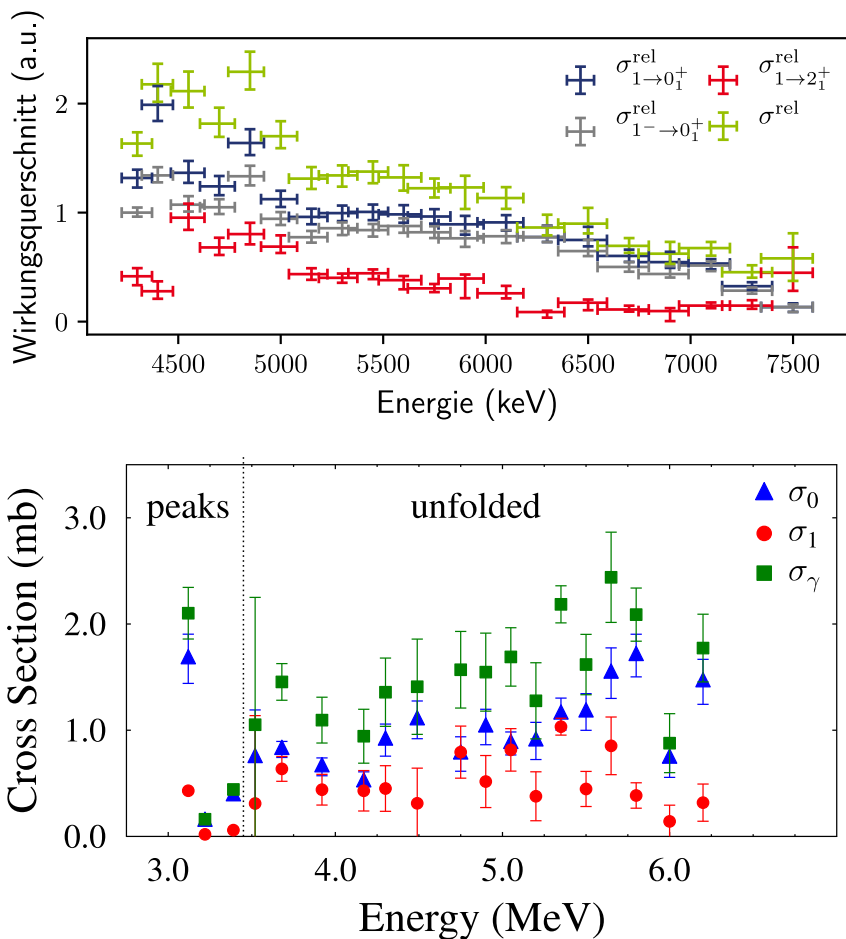 Wirkungsquerschnitt (a.u.)
2
1
0
σ^rel_{1→0_1^+} σ^rel_{1→2_1^+}
σ^rel_{1^-→0_1^+} σ^rel
4500 5000 5500 6000 6500 7000 7500
Energie (keV)
Cross Section (mb)
peaks unfolded
σ_0
σ_1
σ_γ
3.0
2.0
1.0
0.0
3.0 4.0 5.0 6.0
Energy (MeV)